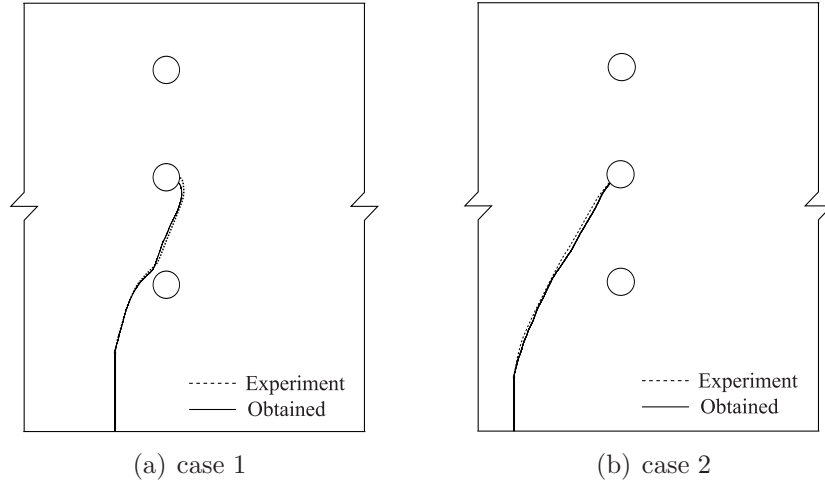 Experiment
Obtained
(a) case 1
Experiment
Obtained
(b) case 2